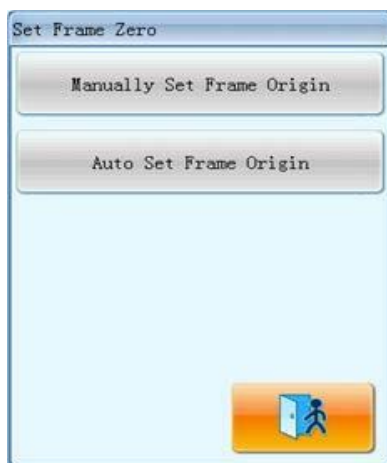 Set Frame Zero
Manually Set Frame Origin
Auto Set Frame Origin